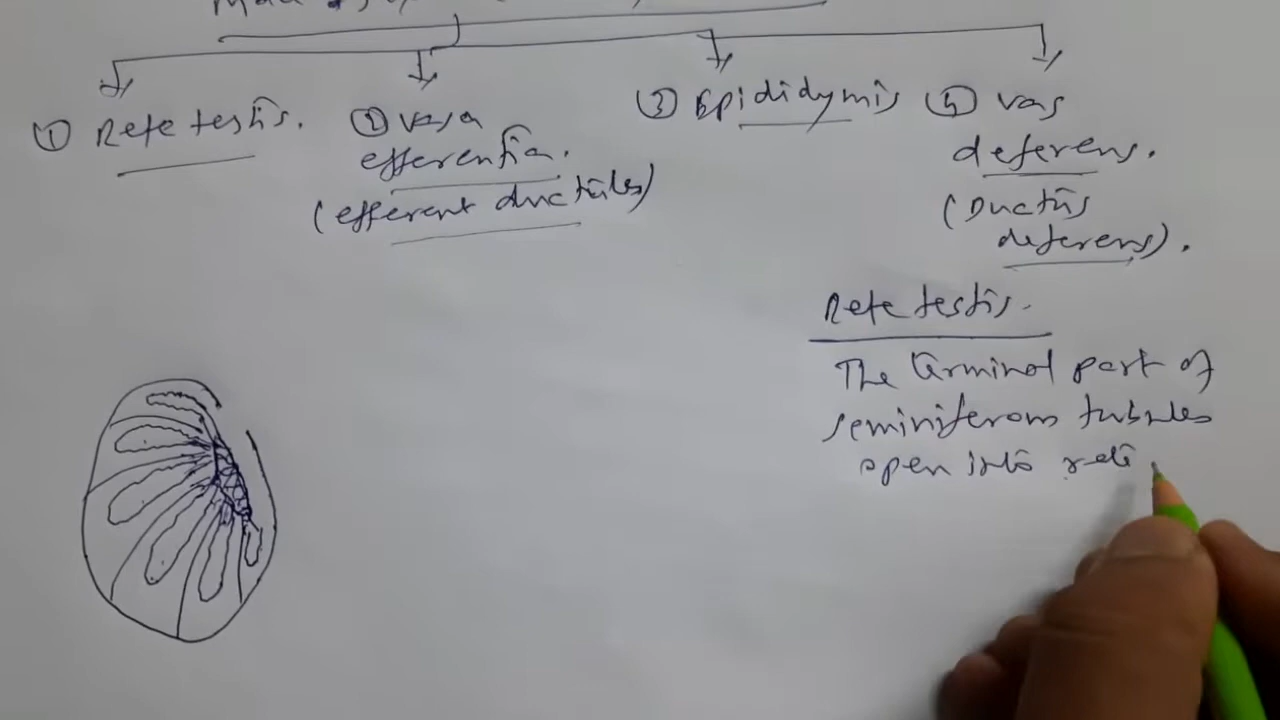 ① Rete testis.
② vasa
efferentia.
(efferent ductules)
③ Epididymis
④ vas
deferens.
(Ductus
deferens).
Rete testis.
The terminal part of
seminiferous tubules
open into rete